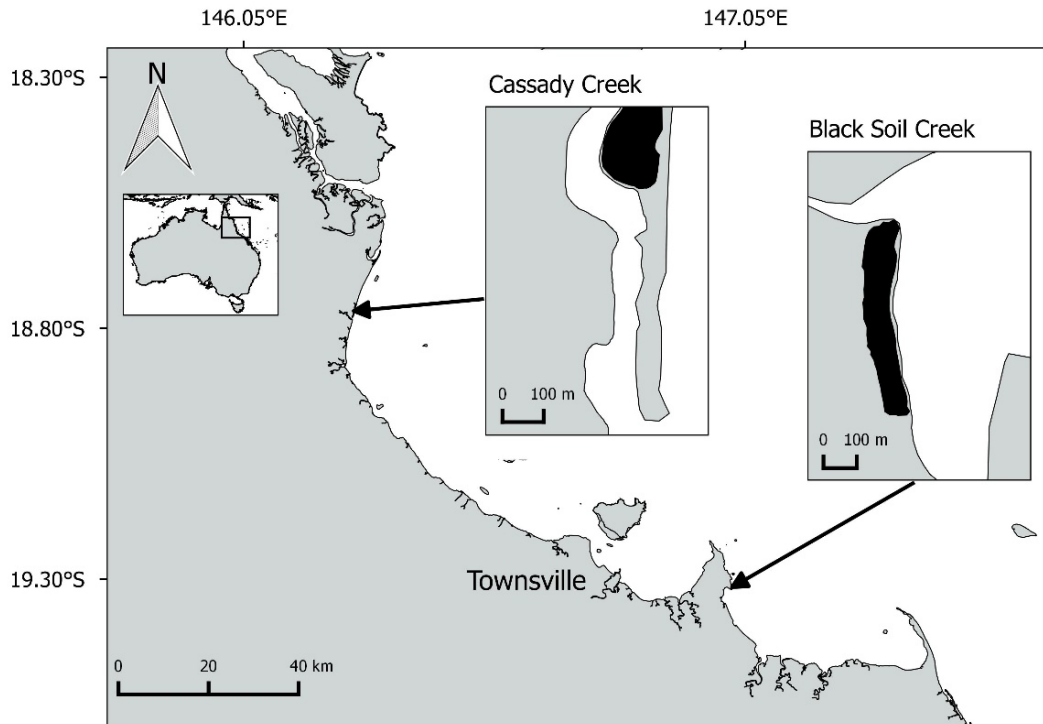 146.05°E
147.05°E
18.30°S
N
Cassady Creek
Black Soil Creek
18.80°S
0 100 m
0 100 m
19.30°S
Townsville
0 20 40 km